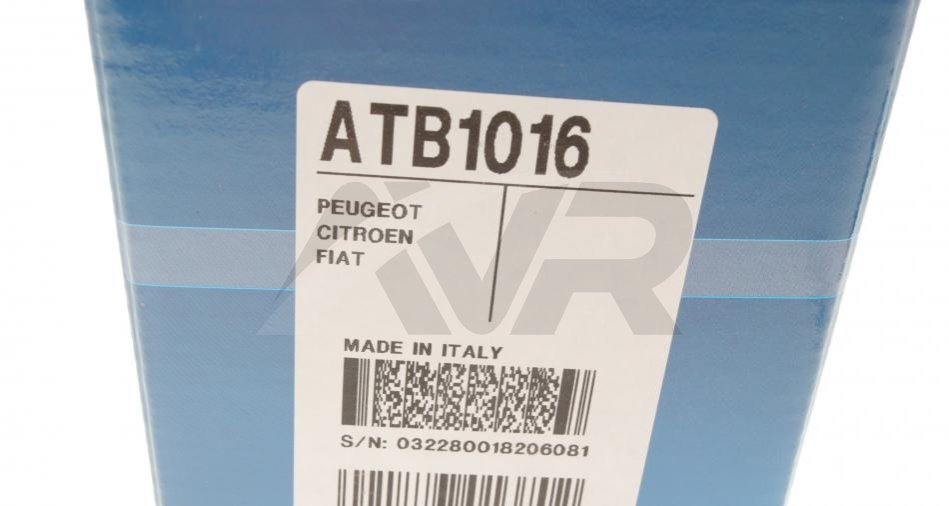 ATB1016
PEUGEOT
CITROEN
FIAT
MADE IN ITALY
S/N: 032280018206081